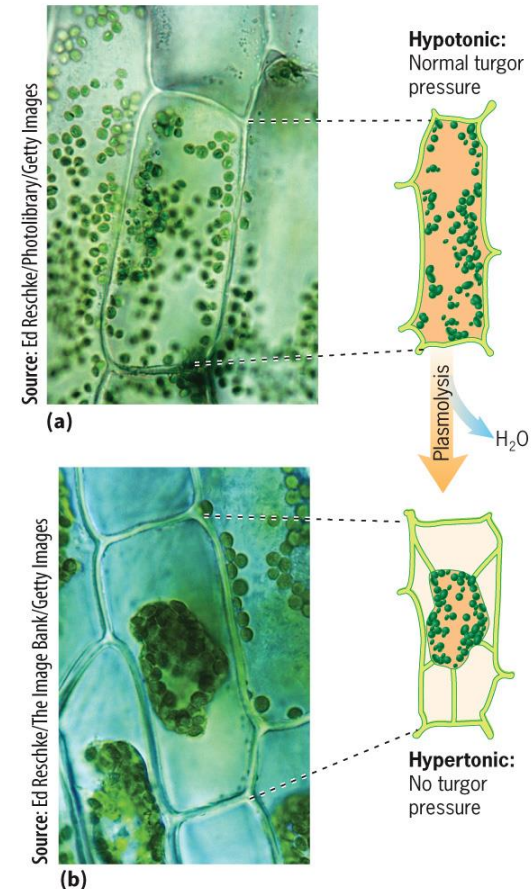 Source: Ed Reschke/Photolibrary/Getty Images
Hypotonic:
Normal turgor
pressure
(a)
Plasmolysis
H₂O
Source: Ed Reschke/The Image Bank/Getty Images
Hypertonic:
No turgor
pressure
(b)